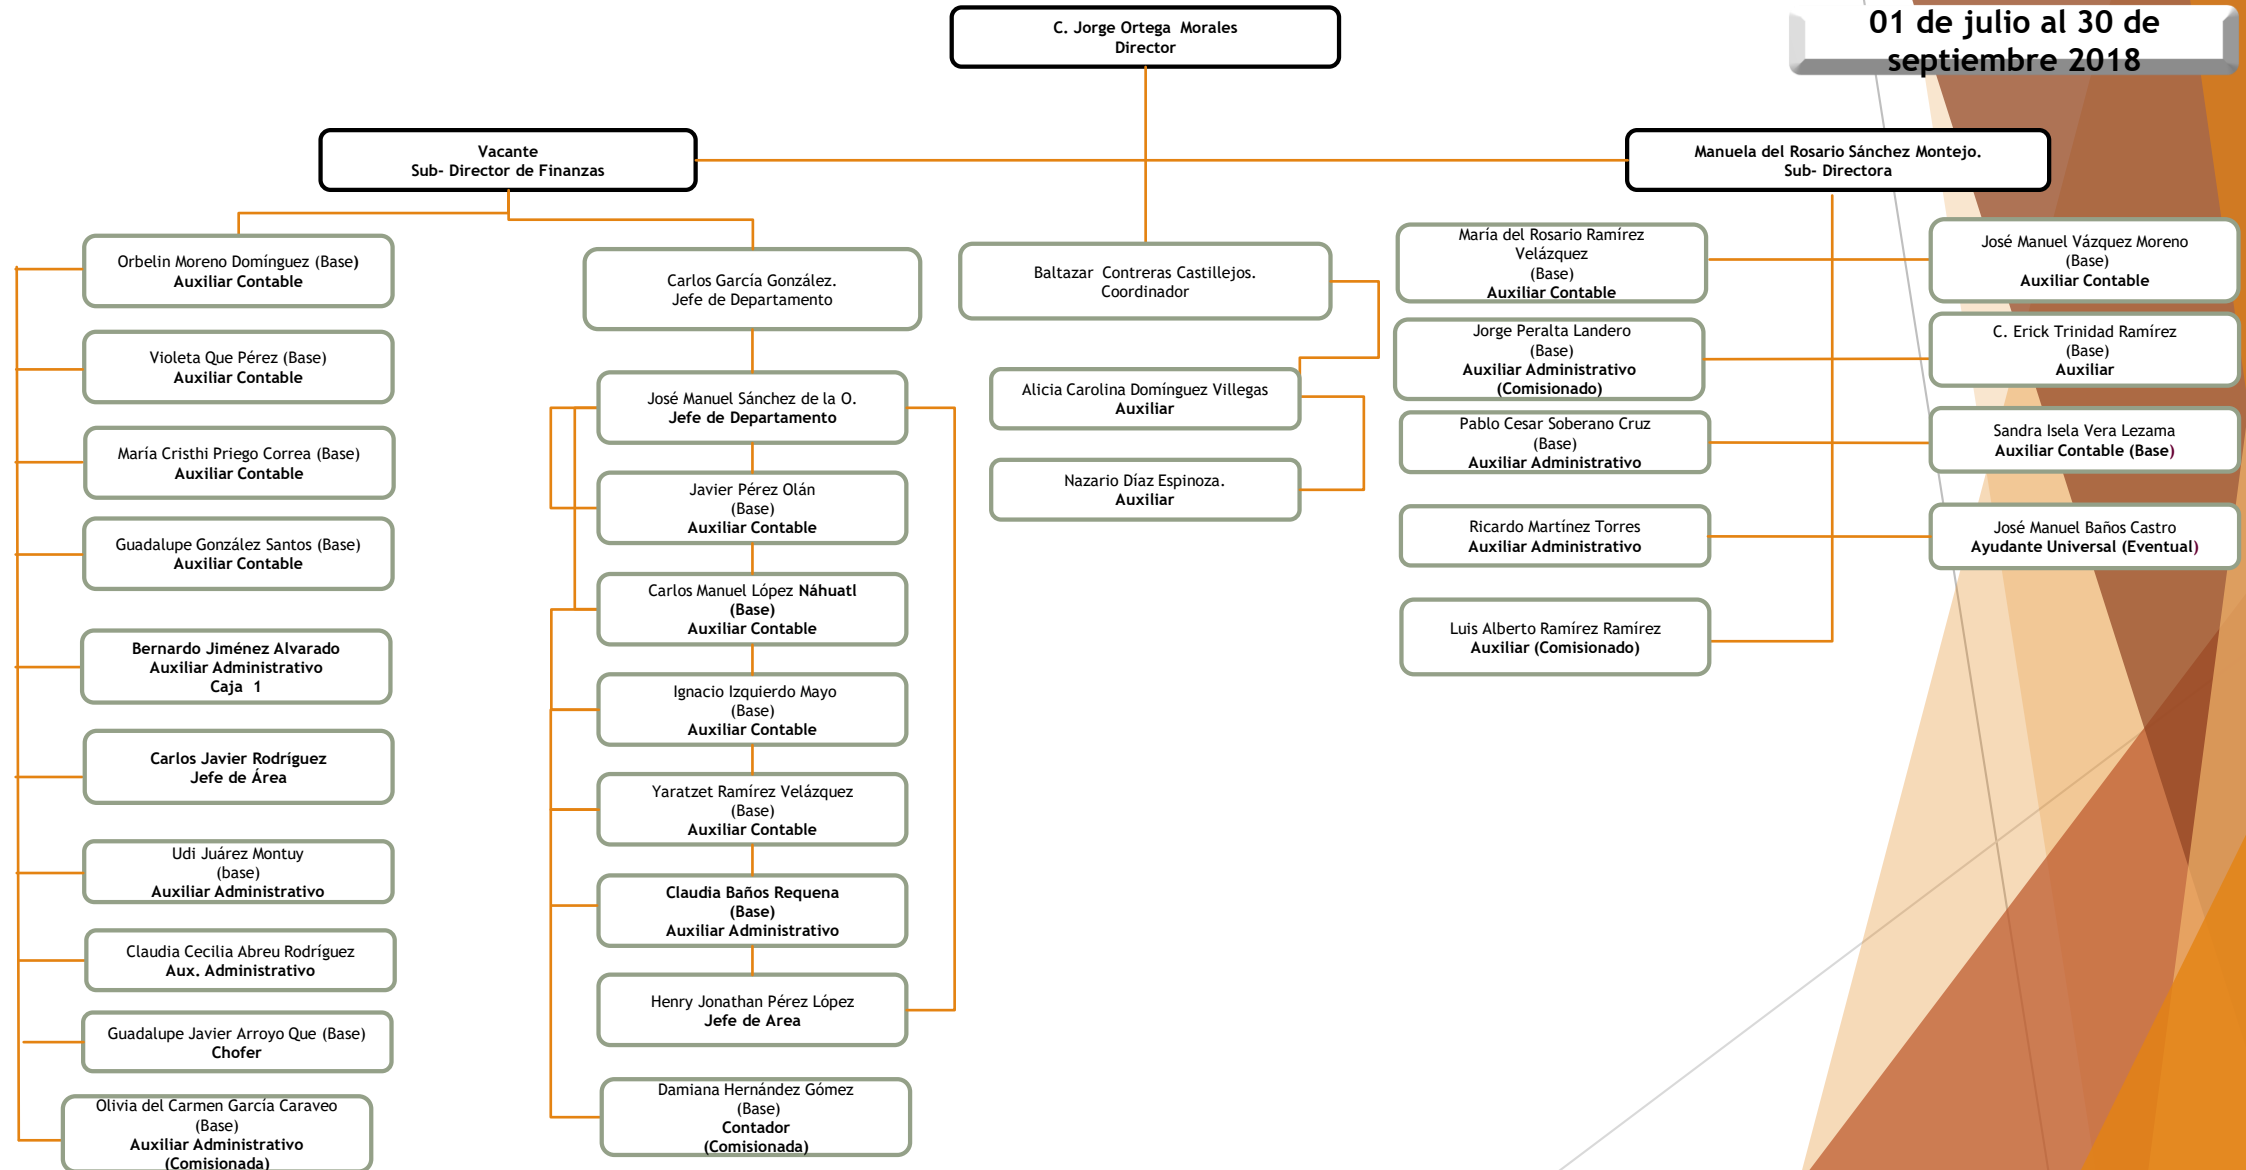 C. Jorge Ortega  Morales
Director
01 de julio al 30 de
septiembre 2018
Vacante
Sub- Director de Finanzas
Manuela del Rosario Sánchez Montejo.
Sub- Directora
Orbelin Moreno Domínguez (Base)
Auxiliar Contable
Violeta Que Pérez (Base)
Auxiliar Contable
María Cristhi Priego Correa (Base)
Auxiliar Contable
Guadalupe González Santos (Base)
Auxiliar Contable
Bernardo Jiménez Alvarado
Auxiliar Administrativo
Caja  1
Carlos Javier Rodríguez
Jefe de Área
Udi Juárez Montuy
(base)
Auxiliar Administrativo
Claudia Cecilia Abreu Rodríguez
Aux. Administrativo
Guadalupe Javier Arroyo Que (Base)
Chofer
Olivia del Carmen García Caraveo
(Base)
Auxiliar Administrativo
(Comisionada)
Carlos García González.
Jefe de Departamento
José Manuel Sánchez de la O.
Jefe de Departamento
Javier Pérez Olán
(Base)
Auxiliar Contable
Carlos Manuel López Náhuatl
(Base)
Auxiliar Contable
Ignacio Izquierdo Mayo
(Base)
Auxiliar Contable
Yaratzet Ramírez Velázquez
(Base)
Auxiliar Contable
Claudia Baños Requena
(Base)
Auxiliar Administrativo
Henry Jonathan Pérez López
Jefe de Area
Damiana Hernández Gómez
(Base)
Contador
(Comisionada)
Baltazar  Contreras Castillejos.
Coordinador
Alicia Carolina Domínguez Villegas
Auxiliar
Nazario Díaz Espinoza.
Auxiliar
María del Rosario Ramírez
Velázquez
(Base)
Auxiliar Contable
Jorge Peralta Landero
(Base)
Auxiliar Administrativo
(Comisionado)
Pablo Cesar Soberano Cruz
(Base)
Auxiliar Administrativo
Ricardo Martínez Torres
Auxiliar Administrativo
Luis Alberto Ramírez Ramírez
Auxiliar (Comisionado)
José Manuel Vázquez Moreno
(Base)
Auxiliar Contable
C. Erick Trinidad Ramírez
(Base)
Auxiliar
Sandra Isela Vera Lezama
Auxiliar Contable (Base)
José Manuel Baños Castro
Ayudante Universal (Eventual)